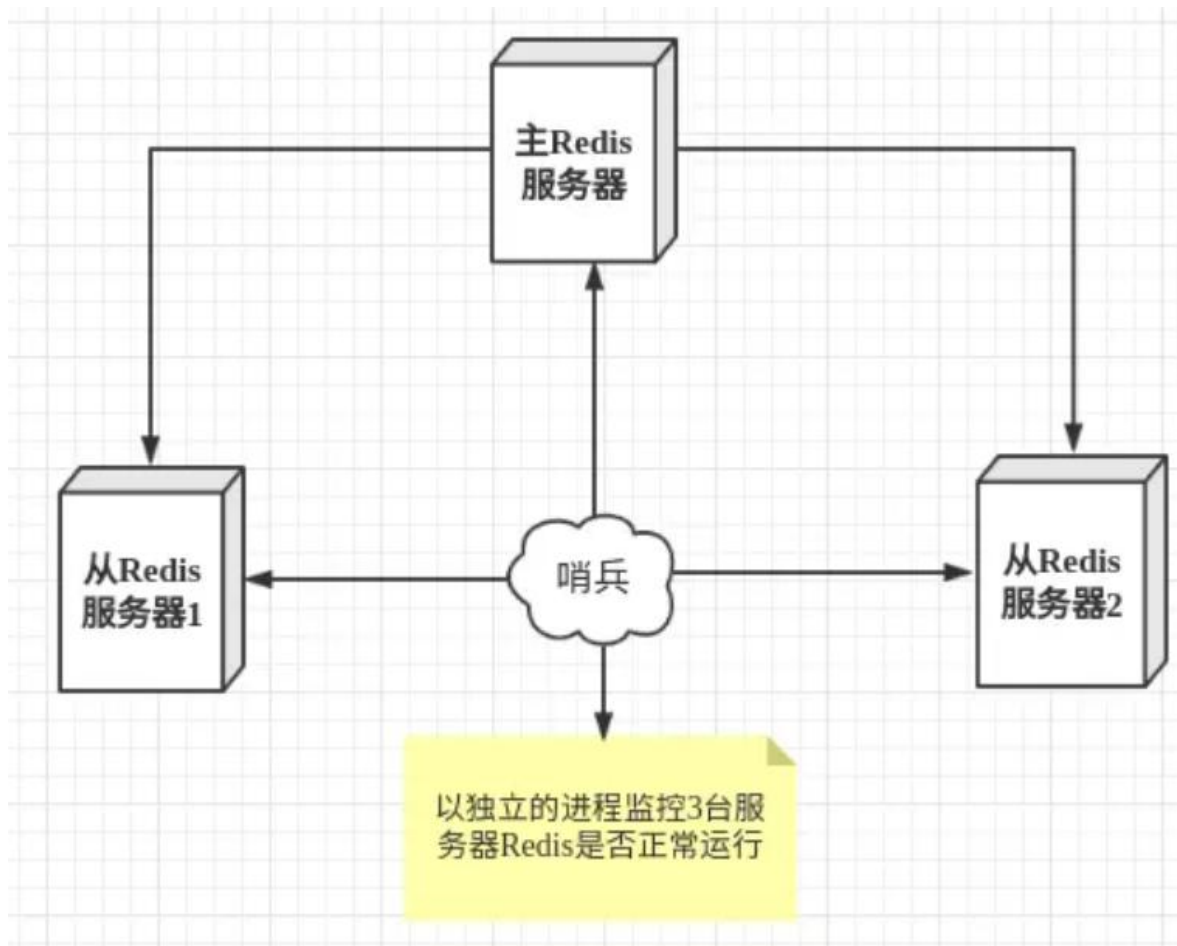 主Redis
服务器
从Redis
服务器1
哨兵
从Redis
服务器2
以独立的进程监控3台服
务器Redis是否正常运行